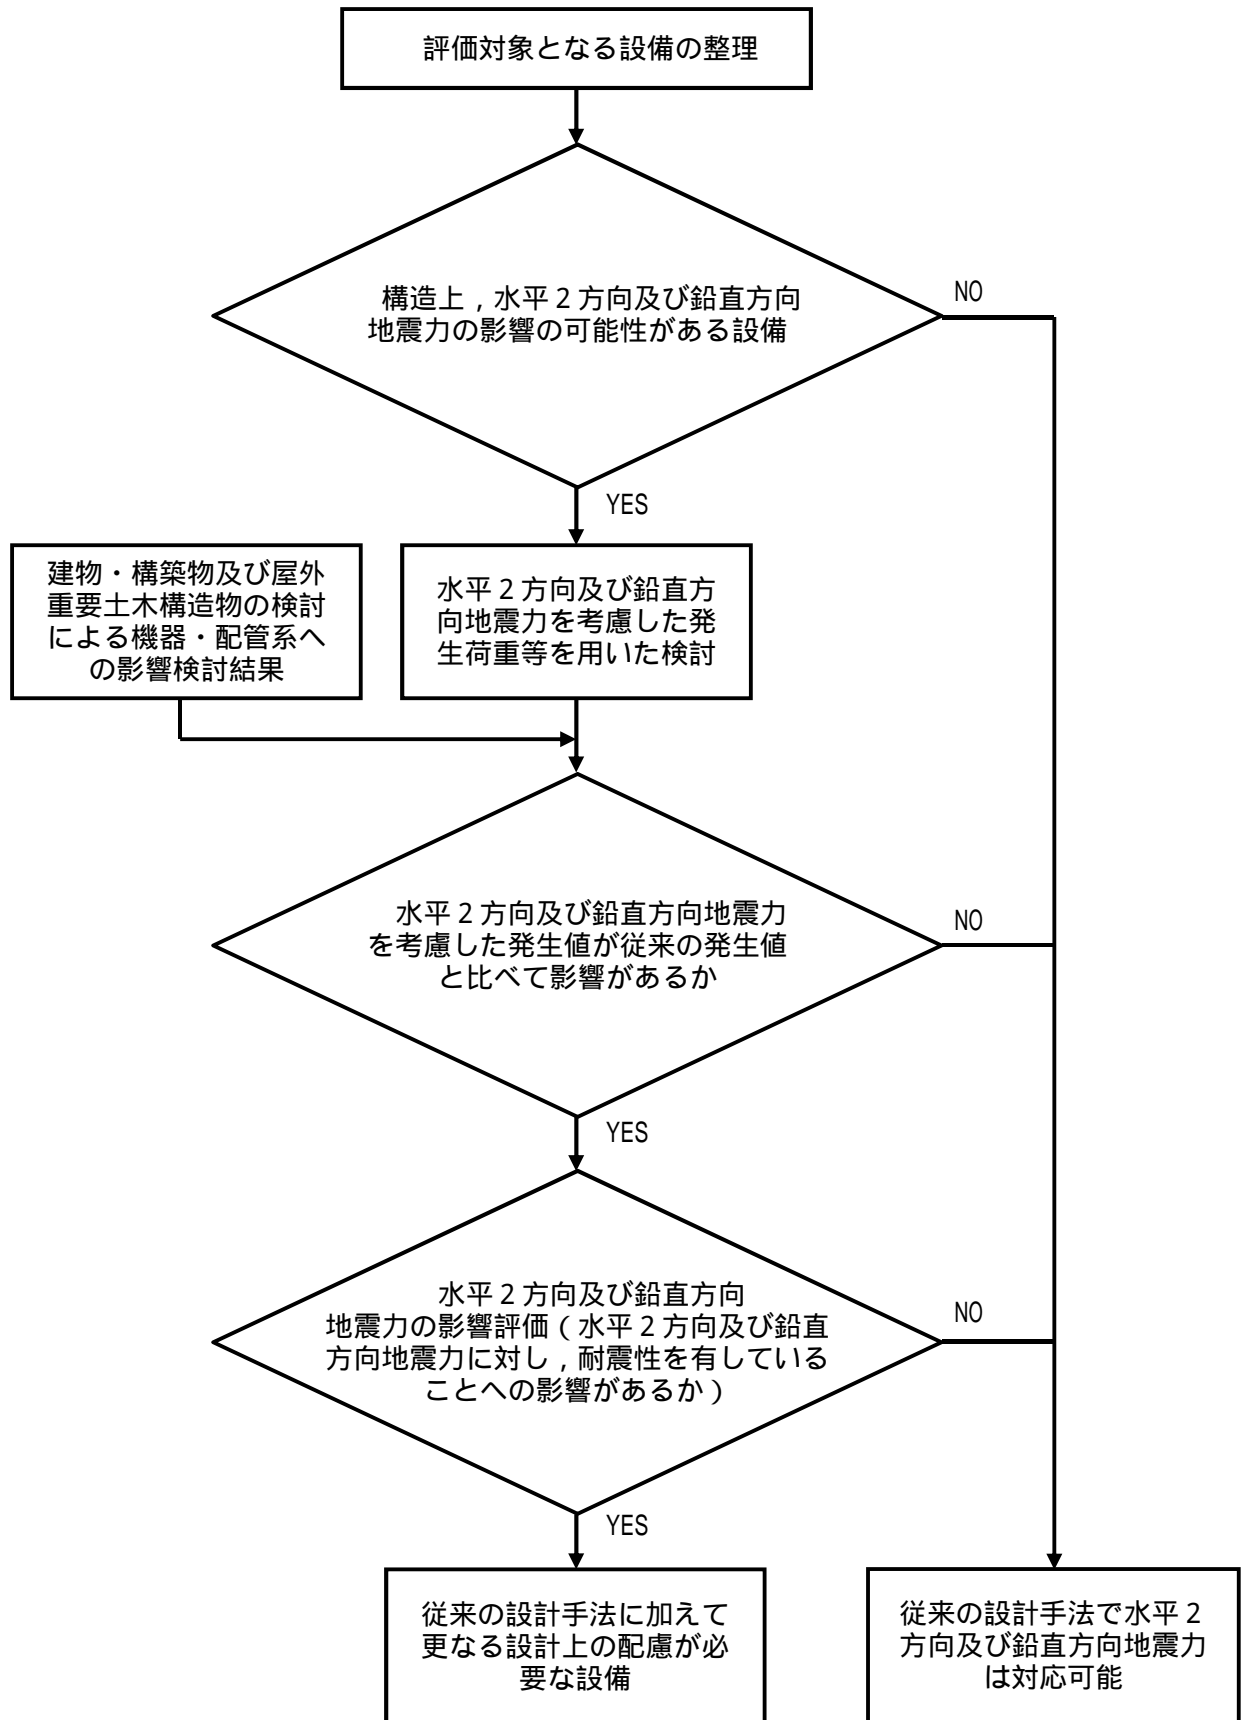 評価対象となる設備の整理
構造上，水平２方向及び鉛直方向
地震力の影響の可能性がある設備
NO
YES
建物・構築物及び屋外
重要土木構造物の検討
による機器・配管系へ
の影響検討結果
水平２方向及び鉛直方
向地震力を考慮した発
生荷重等を用いた検討
水平２方向及び鉛直方向地震力
を考慮した発生値が従来の発生値
と比べて影響があるか
NO
YES
水平２方向及び鉛直方向
地震力の影響評価（水平２方向及び鉛直
方向地震力に対し，耐震性を有している
ことへの影響があるか）
NO
YES
従来の設計手法に加えて
更なる設計上の配慮が必
要な設備
従来の設計手法で水平２
方向及び鉛直方向地震力
は対応可能